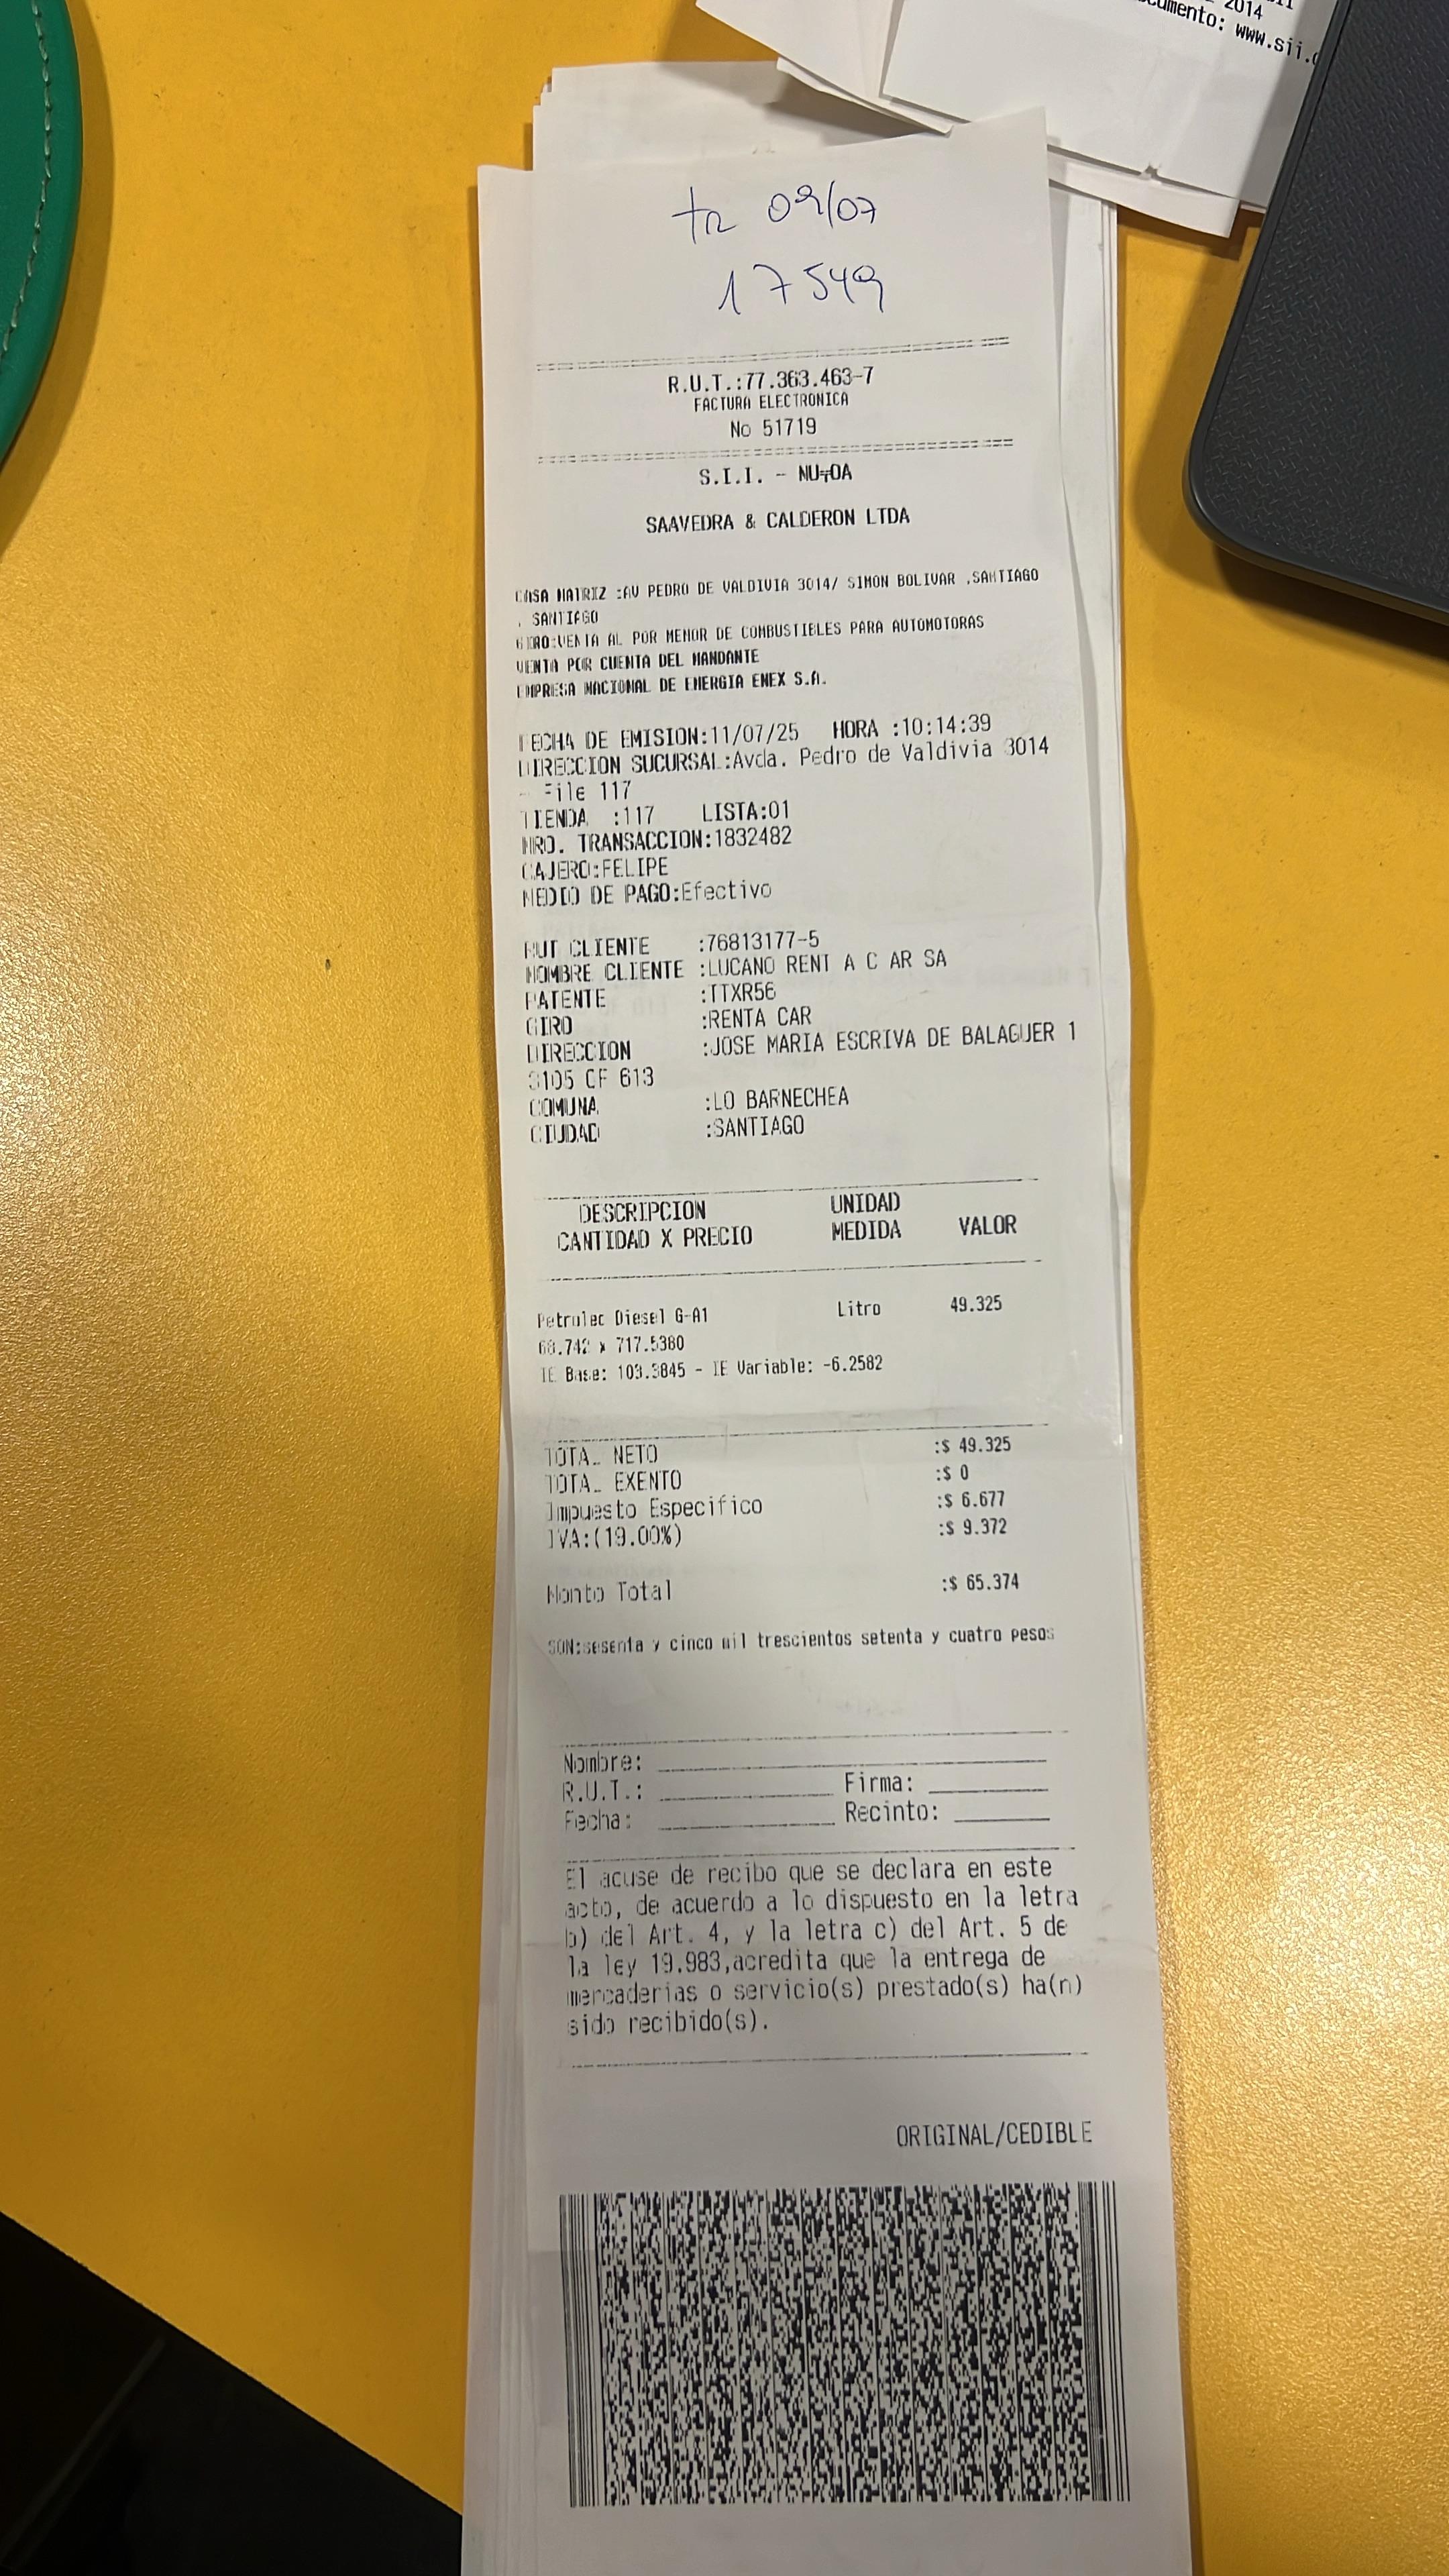 2014
cumento: www.sii.
tr 09/07
17549
R.U.T.:77.363.463-7
FACTURA ELECTRONICA
No 51719
S.I.I. - NU╤OA
SAAVEDRA & CALDERON LTDA
CASA MATRIZ :AV PEDRO DE VALDIVIA 3014/ SIMON BOLIVAR ,SANTIAGO
, SANTIAGO
GIRO:VENTA AL POR MENOR DE COMBUSTIBLES PARA AUTOMOTORAS
VENTA POR CUENTA DEL MANDANTE
EMPRESA NACIONAL DE ENERGIA ENEX S.A.
FECHA DE EMISION:11/07/25 HORA :10:14:39
DIRECCION SUCURSAL:Avda. Pedro de Valdivia 3014
- File 117
TIENDA :117 LISTA:01
NRO. TRANSACCION:1832482
CAJERO:FELIPE
MEDIO DE PAGO:Efectivo
RUT CLIENTE :76813177-5
NOMBRE CLIENTE :LUCANO RENT A C AR SA
PATENTE :TTXR56
GIRO :RENTA CAR
DIRECCION :JOSE MARIA ESCRIVA DE BALAGUER 1
3105 CF 613
COMUNA :LO BARNECHEA
CIUDAD :SANTIAGO
DESCRIPCION UNIDAD
CANTIDAD X PRECIO MEDIDA VALOR
Petroleo Diesel G-A1 Litro 49.325
68.742 x 717.5380
IE Base: 103.3845 - IE Variable: -6.2582
TOTAL NETO :$ 49.325
TOTAL EXENTO :$ 0
Impuesto Especifico :$ 6.677
IVA:(19.00%) :$ 9.372
Monto Total :$ 65.374
SON:sesenta y cinco mil trescientos setenta y cuatro pesos
Nombre:
R.U.T.: Firma:
Fecha: Recinto:
El acuse de recibo que se declara en este
acto, de acuerdo a lo dispuesto en la letra
b) del Art. 4, y la letra c) del Art. 5 de
la ley 19.983,acredita que la entrega de
mercaderias o servicio(s) prestado(s) ha(n)
sido recibido(s).
ORIGINAL/CEDIBLE